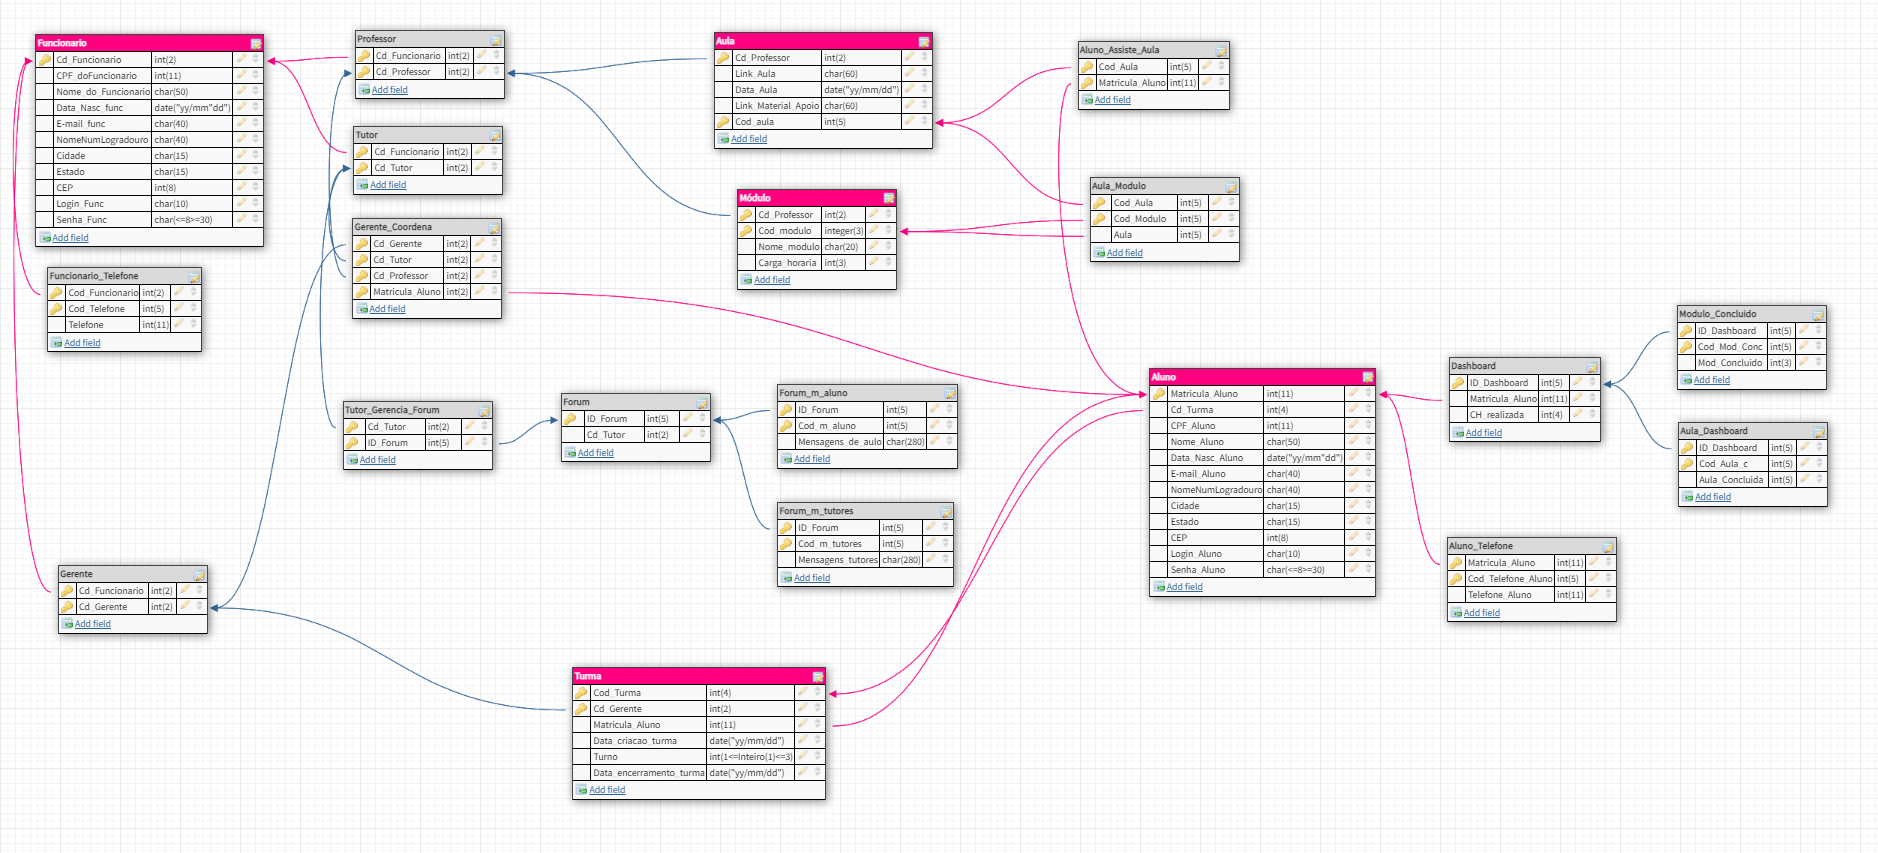 Funcionario
Cd_Funcionario int(2)
CPF_doFuncionario int(11)
Nome_do_Funcionario char(50)
Data_Nasc_func date("yy/mm"dd")
E-mail_func char(40)
NomeNumLogradouro char(40)
Cidade char(15)
Estado char(15)
CEP int(8)
Login_Func char(10)
Senha_Func char(<=8>=30)
Add field
Funcionario_Telefone
Cod_Funcionario int(2)
Cod_Telefone int(5)
Telefone int(11)
Add field
Professor
Cd_Funcionario int(2)
Cd_Professor int(2)
Add field
Tutor
Cd_Funcionario int(2)
Cd_Tutor int(2)
Add field
Gerente_Coordena
Cd_Gerente int(2)
Cd_Tutor int(2)
Cd_Professor int(2)
Matricula_Aluno int(2)
Add field
Aula
Cd_Professor int(2)
Link_Aula char(60)
Data_Aula date("yy/mm/dd")
Link_Material_Apoio char(60)
Cod_aula int(5)
Add field
Módulo
Cd_Professor int(2)
Cod_modulo integer(3)
Nome_modulo char(20)
Carga_horaria int(3)
Add field
Aluno_Assiste_Aula
Cod_Aula int(5)
Matricula_Aluno int(11)
Add field
Aula_Modulo
Cod_Aula int(5)
Cod_Modulo int(5)
Aula int(5)
Add field
Tutor_Gerencia_Forum
Cd_Tutor int(2)
ID_Forum int(5)
Add field
Forum
ID_Forum int(5)
Cd_Tutor int(2)
Add field
Forum_m_aluno
ID_Forum int(5)
Cod_m_aluno int(5)
Mensagens_de_aulo char(280)
Add field
Forum_m_tutores
ID_Forum int(5)
Cod_m_tutores int(5)
Mensagens_tutores char(280)
Add field
Aluno
Matricula_Aluno int(11)
Cd_Turma int(4)
CPF_Aluno int(11)
Nome_Aluno char(50)
Data_Nasc_Aluno date("yy/mm"dd")
E-mail_Aluno char(40)
NomeNumLogradouro char(40)
Cidade char(15)
Estado char(15)
CEP int(8)
Login_Aluno char(10)
Senha_Aluno char(<=8>=30)
Add field
Dashboard
ID_Dashboard int(5)
Matricula_Aluno int(11)
CH_realizada int(4)
Add field
Modulo_Concluido
ID_Dashboard int(5)
Cod_Mod_Conc int(5)
Mod_Concluido int(3)
Add field
Aula_Dashboard
ID_Dashboard int(5)
Cod_Aula_c int(5)
Aula_Concluida int(5)
Add field
Aluno_Telefone
Matricula_Aluno int(11)
Cod_Telefone_Aluno int(5)
Telefone_Aluno int(11)
Add field
Gerente
Cd_Funcionario int(2)
Cd_Gerente int(2)
Add field
Turma
Cod_Turma int(4)
Cd_Gerente int(2)
Matricula_Aluno int(11)
Data_criacao_turma date("yy/mm/dd")
Turno int(1<=Inteiro(1)<=3)
Data_encerramento_turma date("yy/mm/dd")
Add field